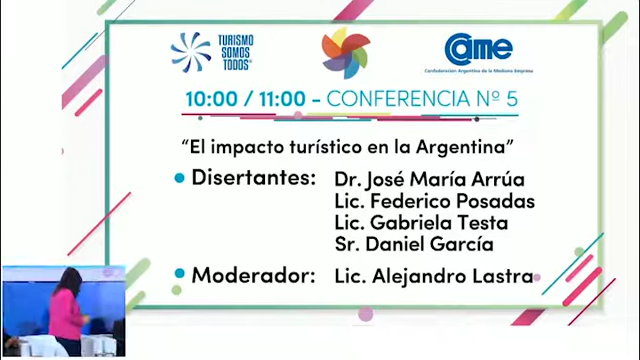 TURISMO
SOMOS
TODOS
came
Confederación Argentina de la Mediana Empresa
10:00 / 11:00 - CONFERENCIA Nº 5
“El impacto turístico en la Argentina”
Disertantes: Dr. José María Arrúa
Lic. Federico Posadas
Lic. Gabriela Testa
Sr. Daniel García
Moderador: Lic. Alejandro Lastra